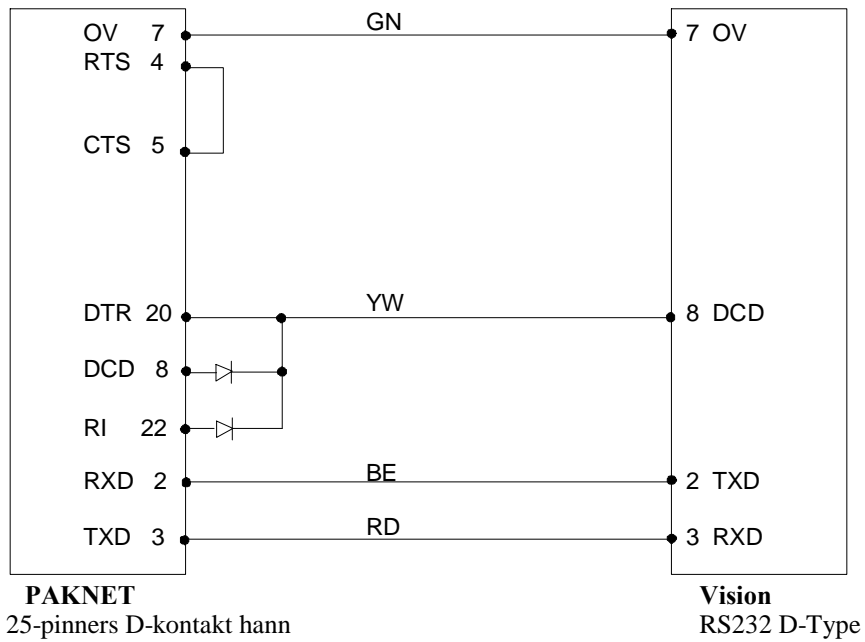 OV 7 GN 7 OV
RTS 4
CTS 5
DTR 20 YW 8 DCD
DCD 8
RI 22
RXD 2 BE 2 TXD
TXD 3 RD 3 RXD
PAKNET Vision
25-pinners D-kontakt hann RS232 D-Type